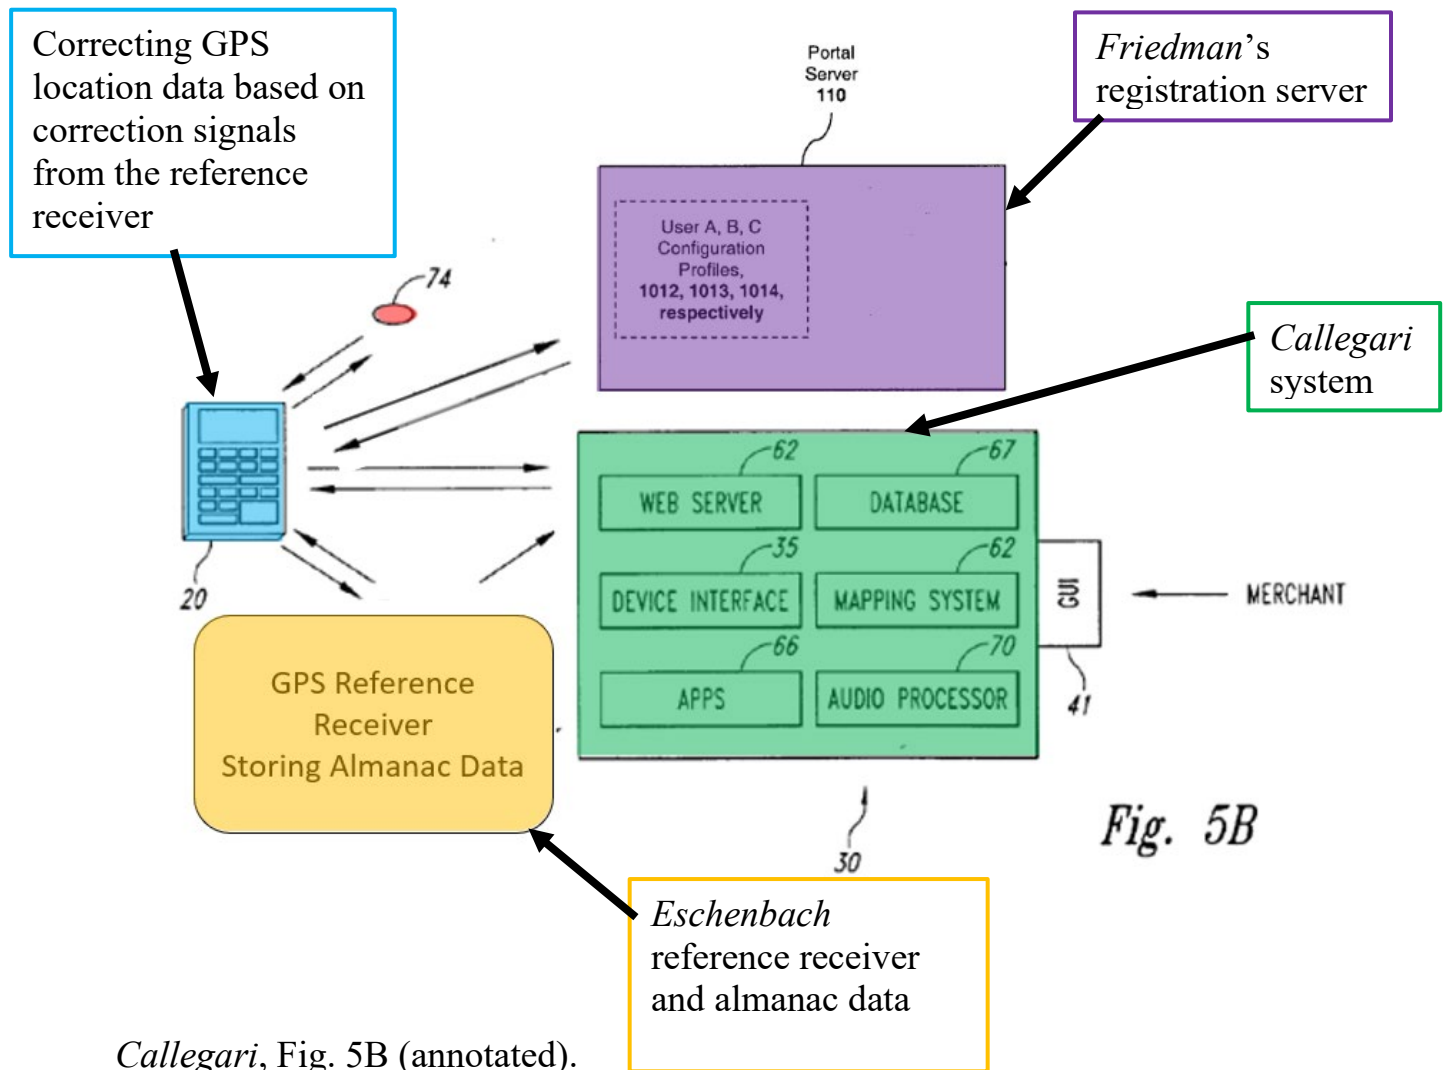 Correcting GPS
location data based on
correction signals
from the reference
receiver
Portal
Server
110
Friedman’s
registration server
User A, B, C
Configuration
Profiles,
1012, 1013, 1014,
respectively
74
Callegari
system
62
WEB SERVER
67
DATABASE
35
DEVICE INTERFACE
62
MAPPING SYSTEM
66
APPS
70
AUDIO PROCESSOR
GUI
41
MERCHANT
20
GPS Reference
Receiver
Storing Almanac Data
30
Fig. 5B
Eschenbach
reference receiver
and almanac data
Callegari, Fig. 5B (annotated).